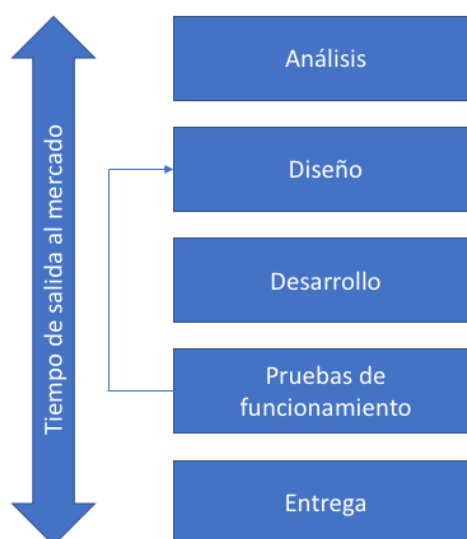 Tiempo de salida al mercado
Análisis
Diseño
Desarrollo
Pruebas de
funcionamiento
Entrega